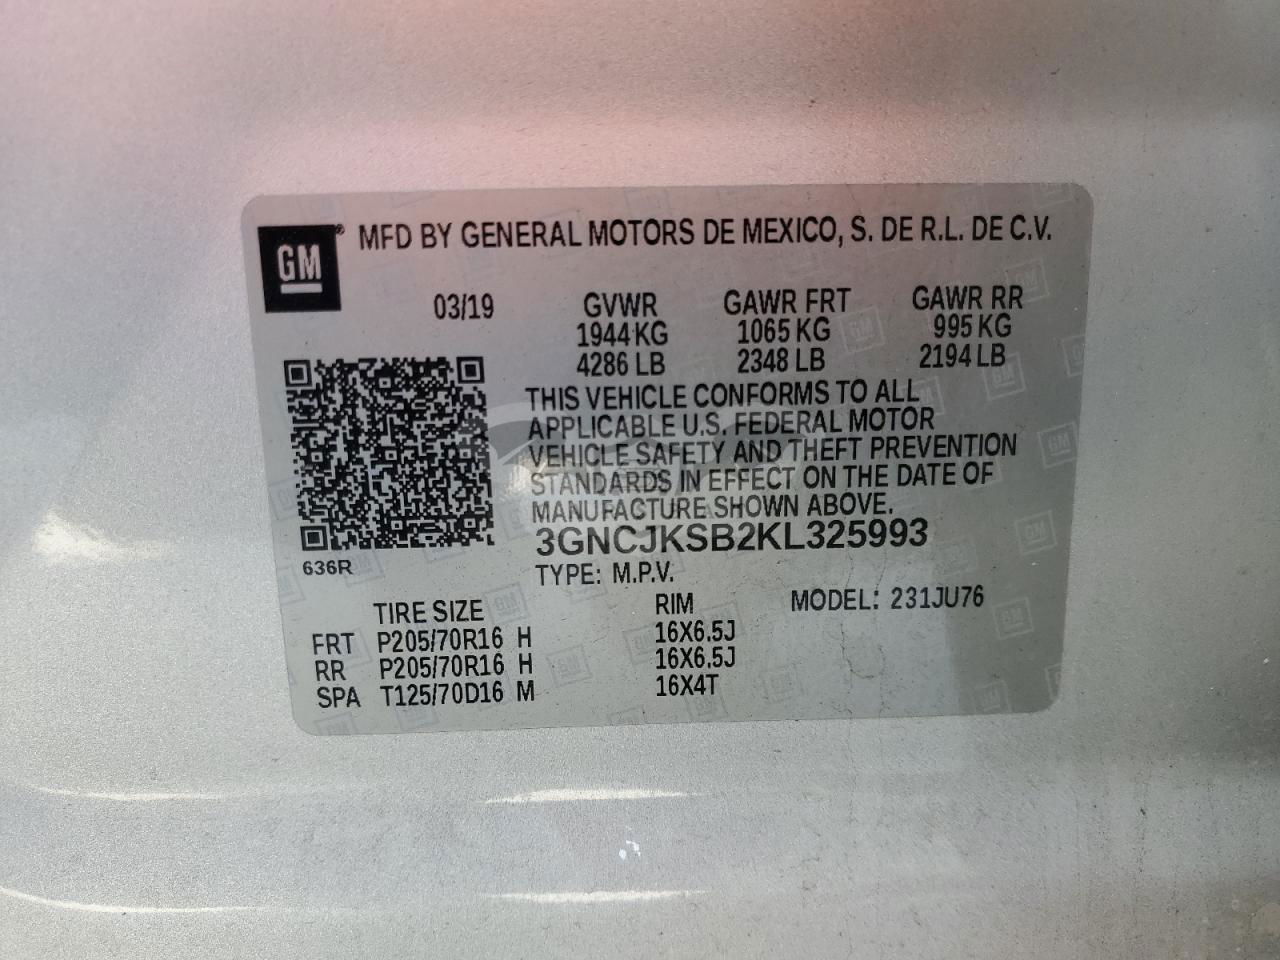 GM® MFD BY GENERAL MOTORS DE MEXICO, S. DE R.L. DE C.V.
03/19 GVWR GAWR FRT GAWR RR
1944 KG 1065 KG 995 KG
4286 LB 2348 LB 2194 LB
THIS VEHICLE CONFORMS TO ALL
APPLICABLE U.S. FEDERAL MOTOR
VEHICLE SAFETY AND THEFT PREVENTION
STANDARDS IN EFFECT ON THE DATE OF
MANUFACTURE SHOWN ABOVE.
3GNCJKSB2KL325993
636R
TYPE: M.P.V.
TIRE SIZE RIM MODEL: 231JU76
FRT P205/70R16 H 16X6.5J
RR P205/70R16 H 16X6.5J
SPA T125/70D16 M 16X4T